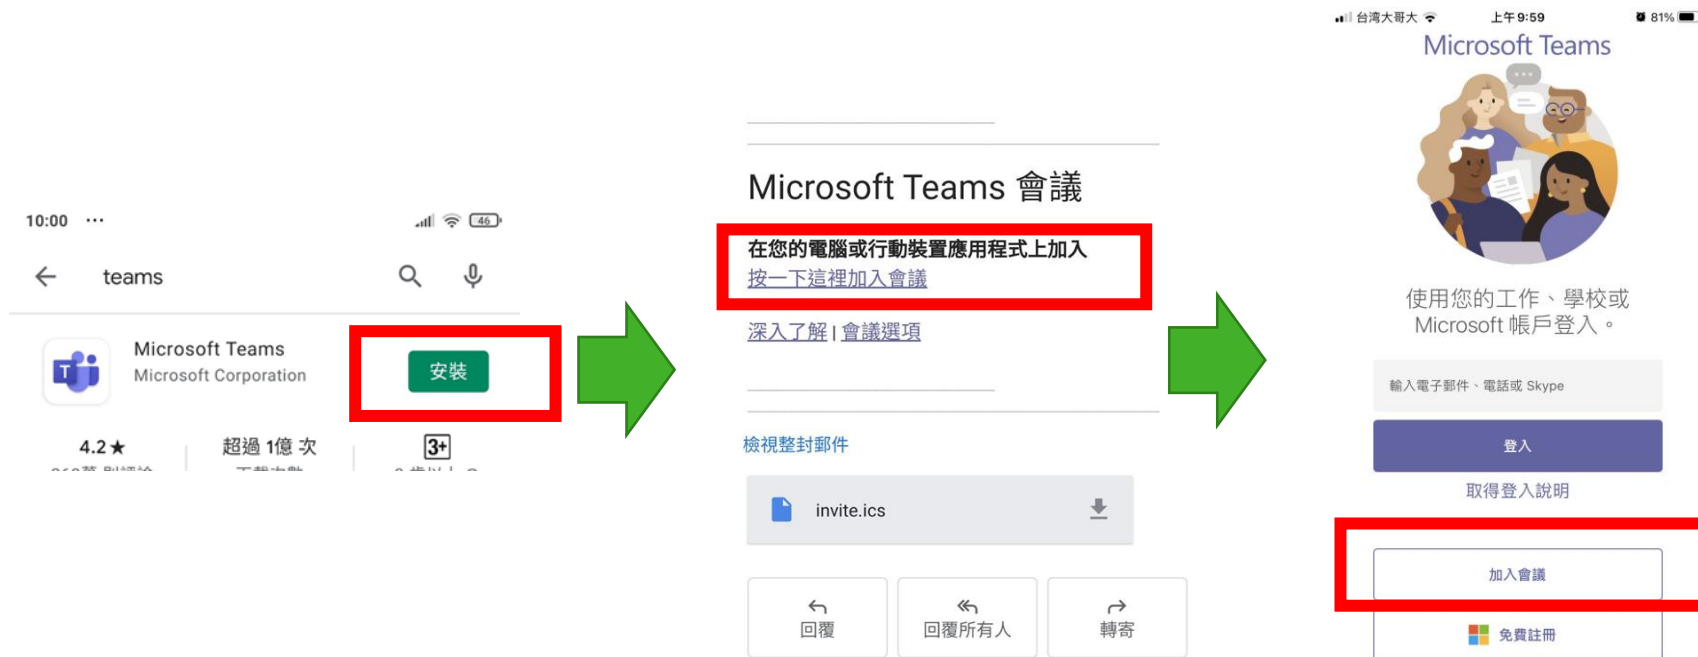 10:00 ...
46
teams
Microsoft Teams
Microsoft Corporation
安裝
4.2★
超過 1億 次
3+
Microsoft Teams 會議
在您的電腦或行動裝置應用程式上加入
按一下這裡加入會議
深入了解 | 會議選項
檢視整封郵件
invite.ics
回覆
回覆所有人
轉寄
台湾大哥大
上午9:59
81%
Microsoft Teams
使用您的工作、學校或
Microsoft 帳戶登入。
輸入電子郵件、電話或 Skype
登入
取得登入說明
加入會議
免費註冊